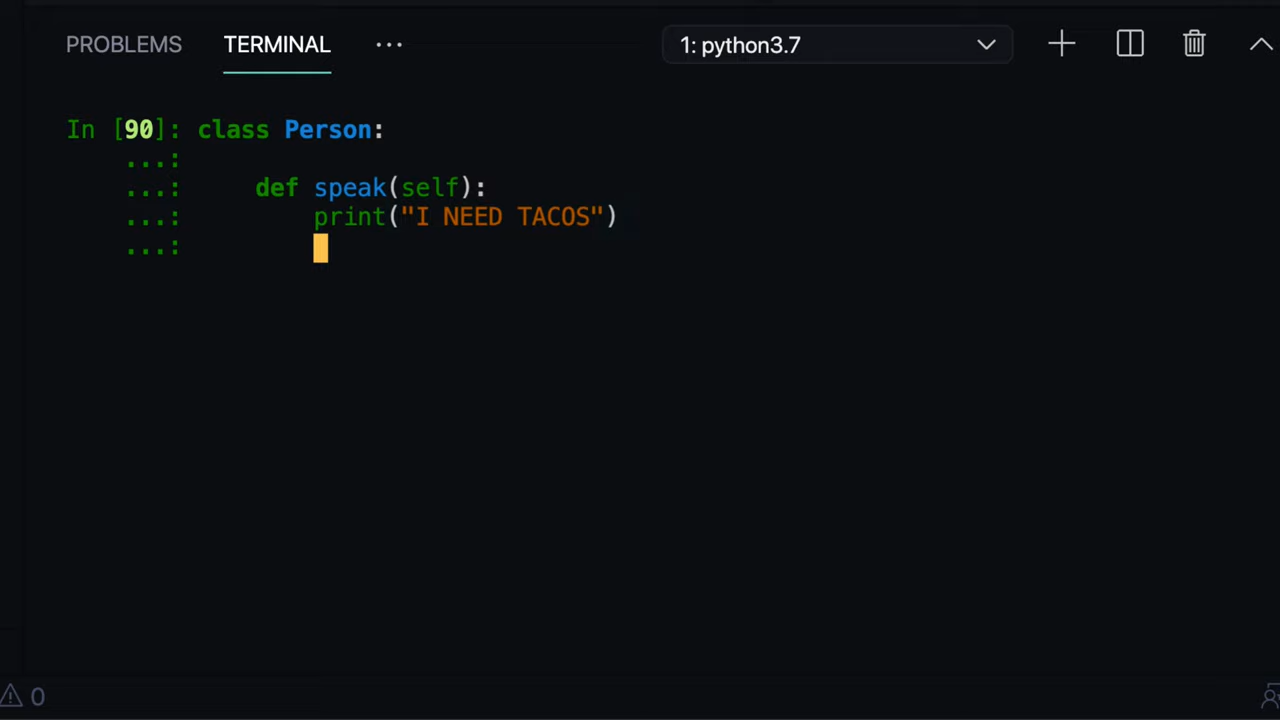 PROBLEMS TERMINAL ... 1: python3.7
In [90]: class Person:
...:
...: def speak(self):
...: print("I NEED TACOS")
...:
0